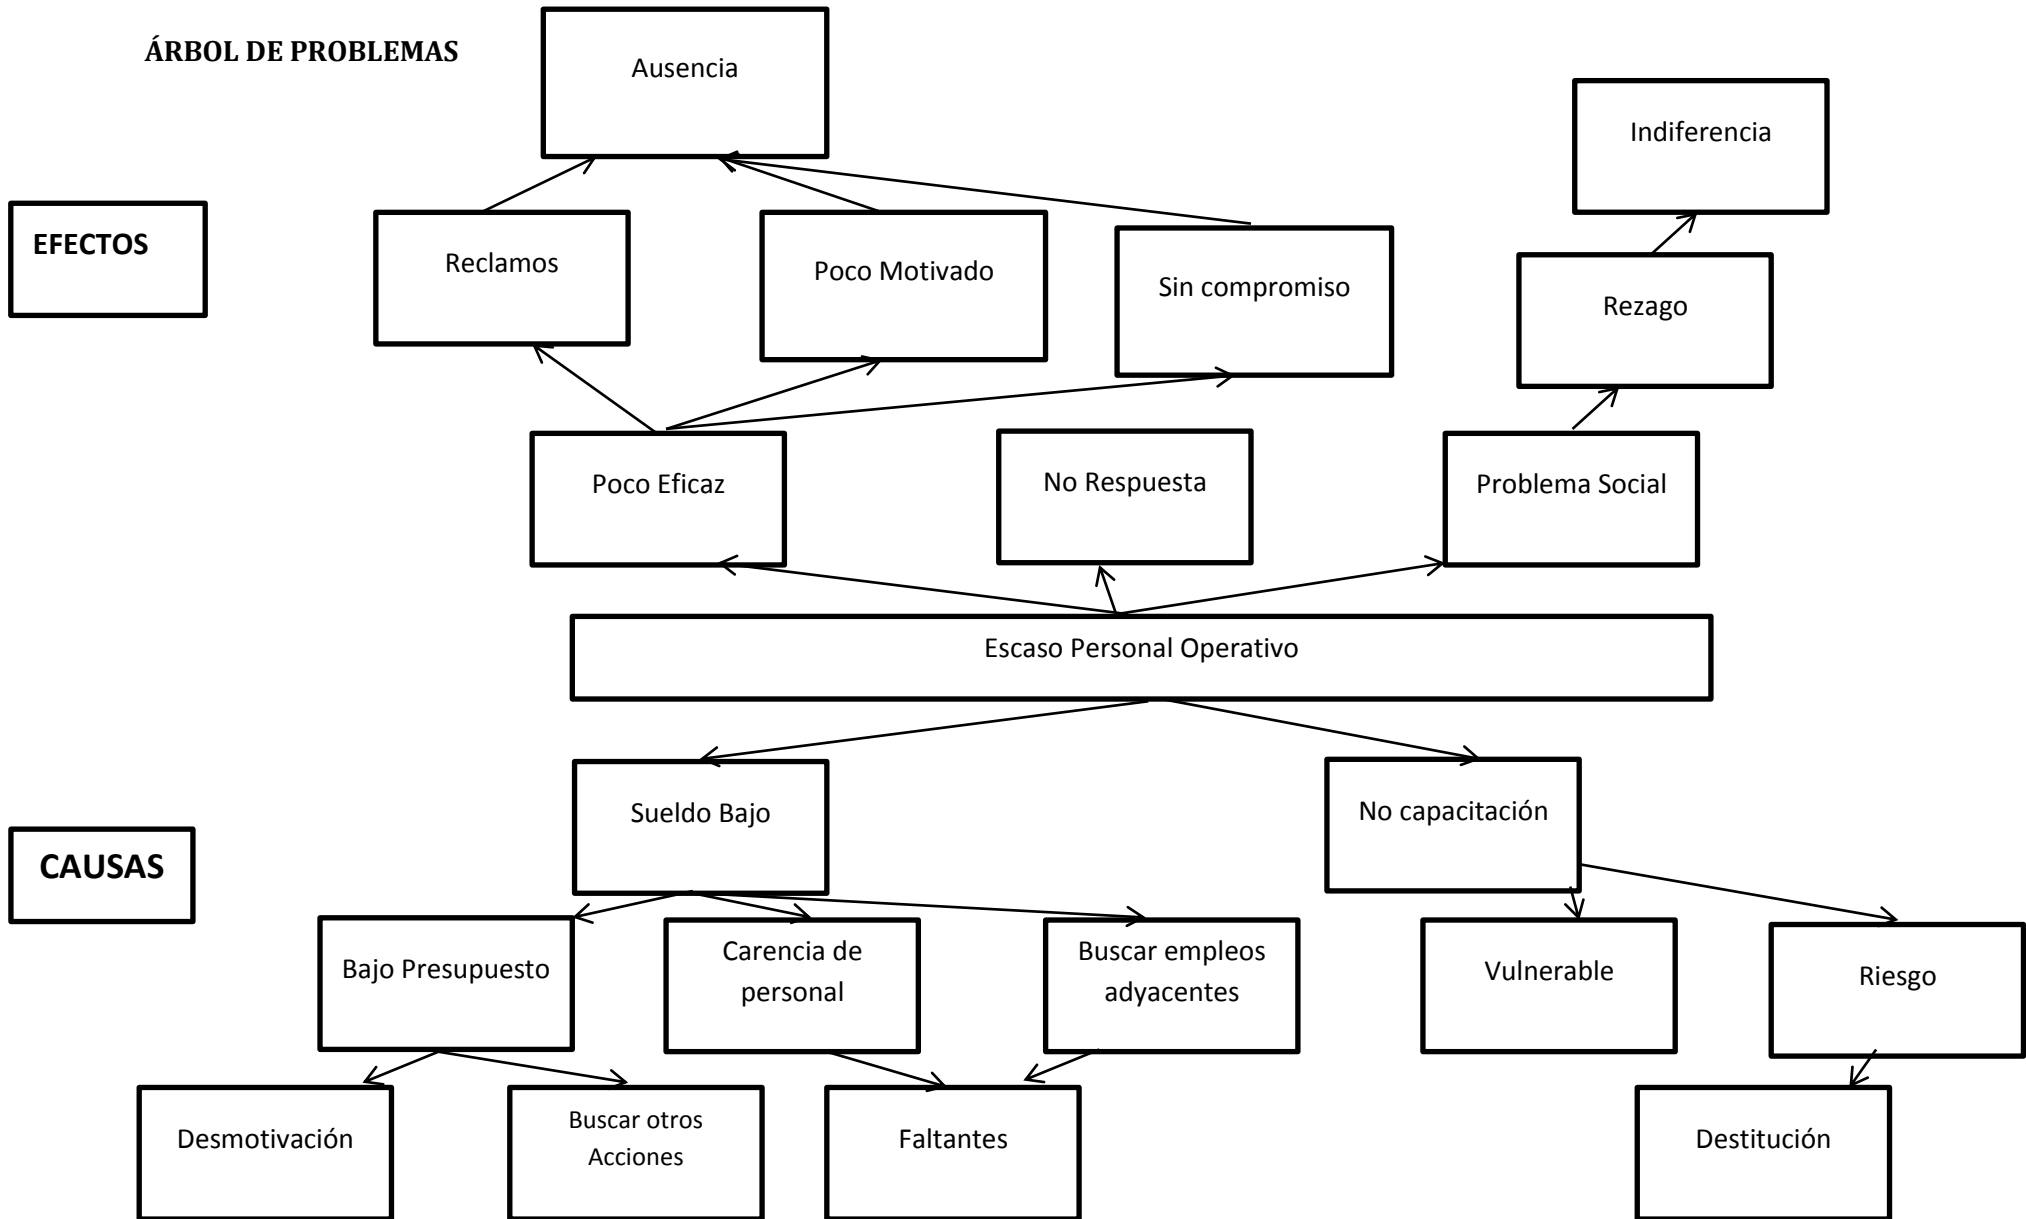 ÁRBOL DE PROBLEMAS
Ausencia
Indiferencia
EFECTOS
Reclamos
Poco Motivado
Sin compromiso
Rezago
Poco Eficaz
No Respuesta
Problema Social
Escaso Personal Operativo
Sueldo Bajo
No capacitación
CAUSAS
Bajo Presupuesto
Carencia de
personal
Buscar empleos
adyacentes
Vulnerable
Riesgo
Desmotivación
Buscar otros
Acciones
Faltantes
Destitución